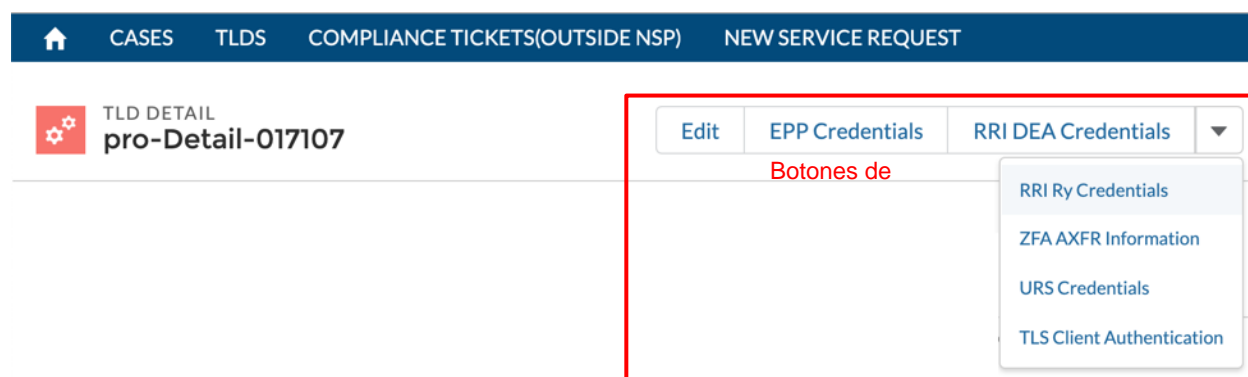 CASES TLDS COMPLIANCE TICKETS(OUTSIDE NSP) NEW SERVICE REQUEST
TLD DETAIL
pro-Detail-017107
Edit EPP Credentials RRI DEA Credentials
Botones de
RRI Ry Credentials
ZFA AXFR Information
URS Credentials
TLS Client Authentication